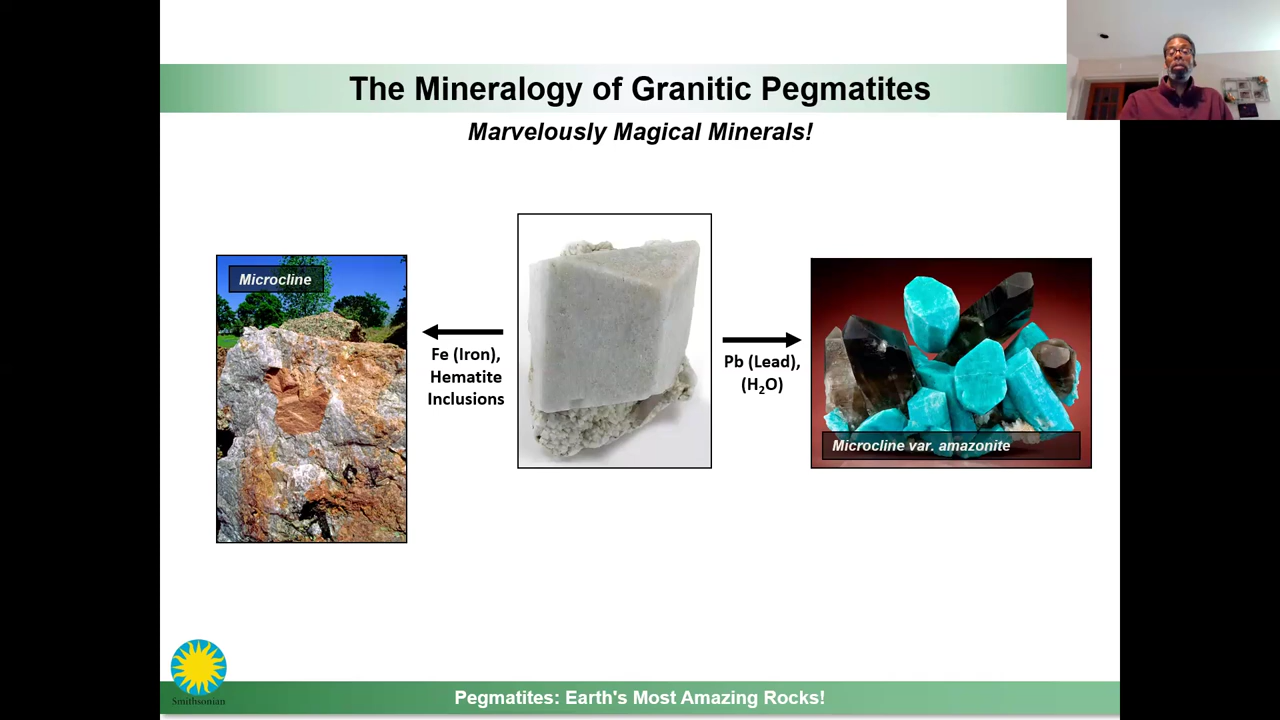 The Mineralogy of Granitic Pegmatites
Marvelously Magical Minerals!
Microcline
Fe (Iron),
Hematite
Inclusions
Pb (Lead),
(H₂O)
Microcline var. amazonite
Smithsonian
Pegmatites: Earth's Most Amazing Rocks!